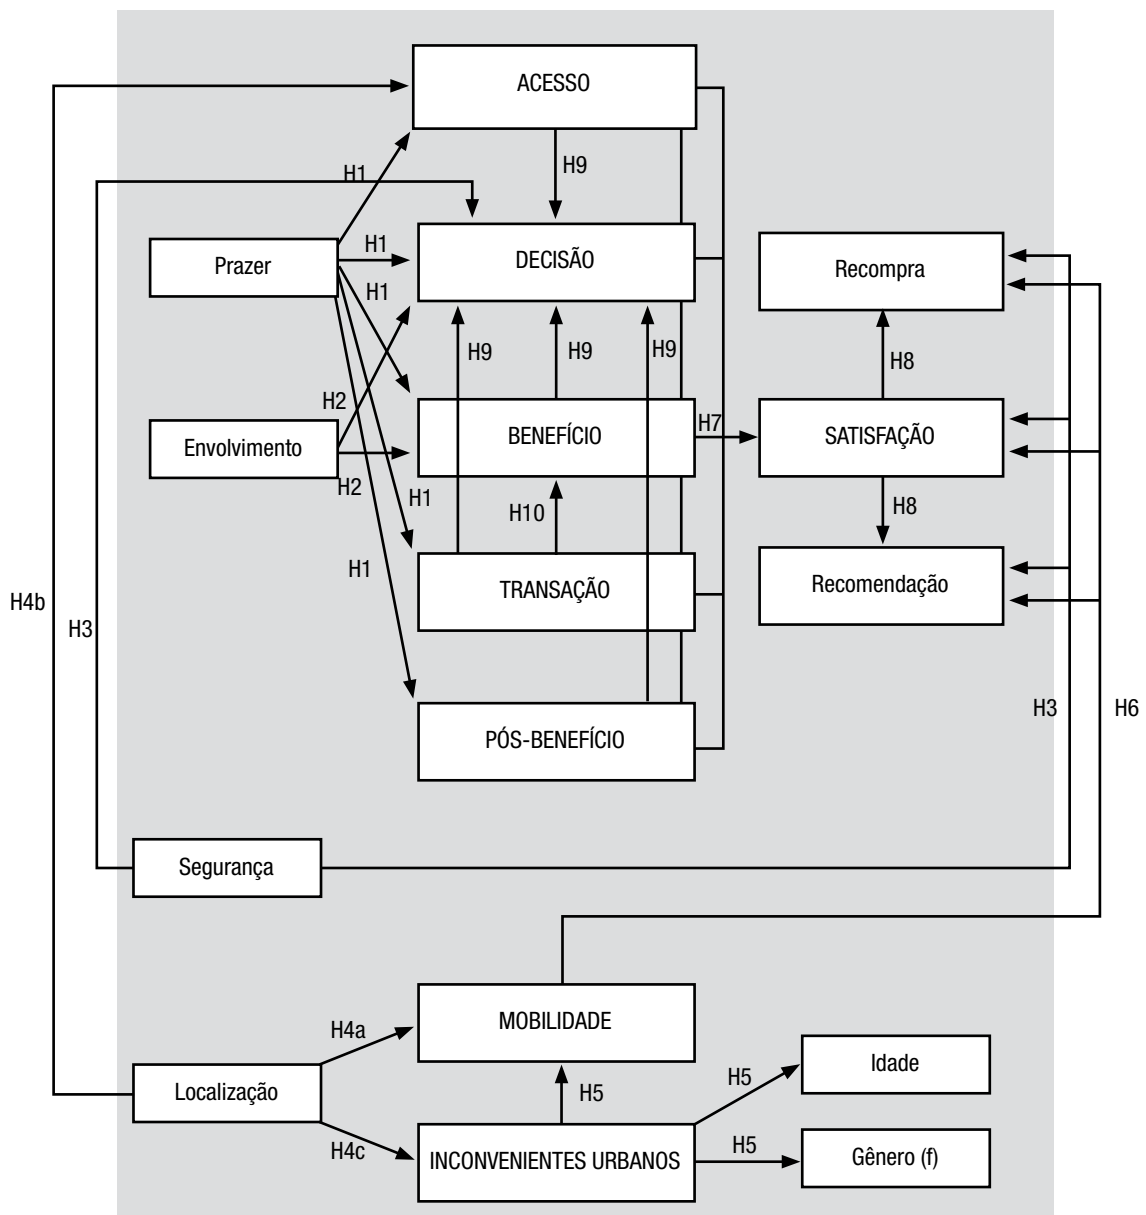 ACESSO
H1
H9
Prazer
H1
DECISÃO
Recompra
H1
H9
H9
H9
H8
H2
Envolvimento
BENEFÍCIO
H7
SATISFAÇÃO
H2
H1
H10
H8
H1
TRANSAÇÃO
Recomendação
H4b
H3
H3
H6
PÓS-BENEFÍCIO
Segurança
MOBILIDADE
H4a
Localização
H5
H5
Idade
H4c
INCONVENIENTES URBANOS
H5
Gênero (f)